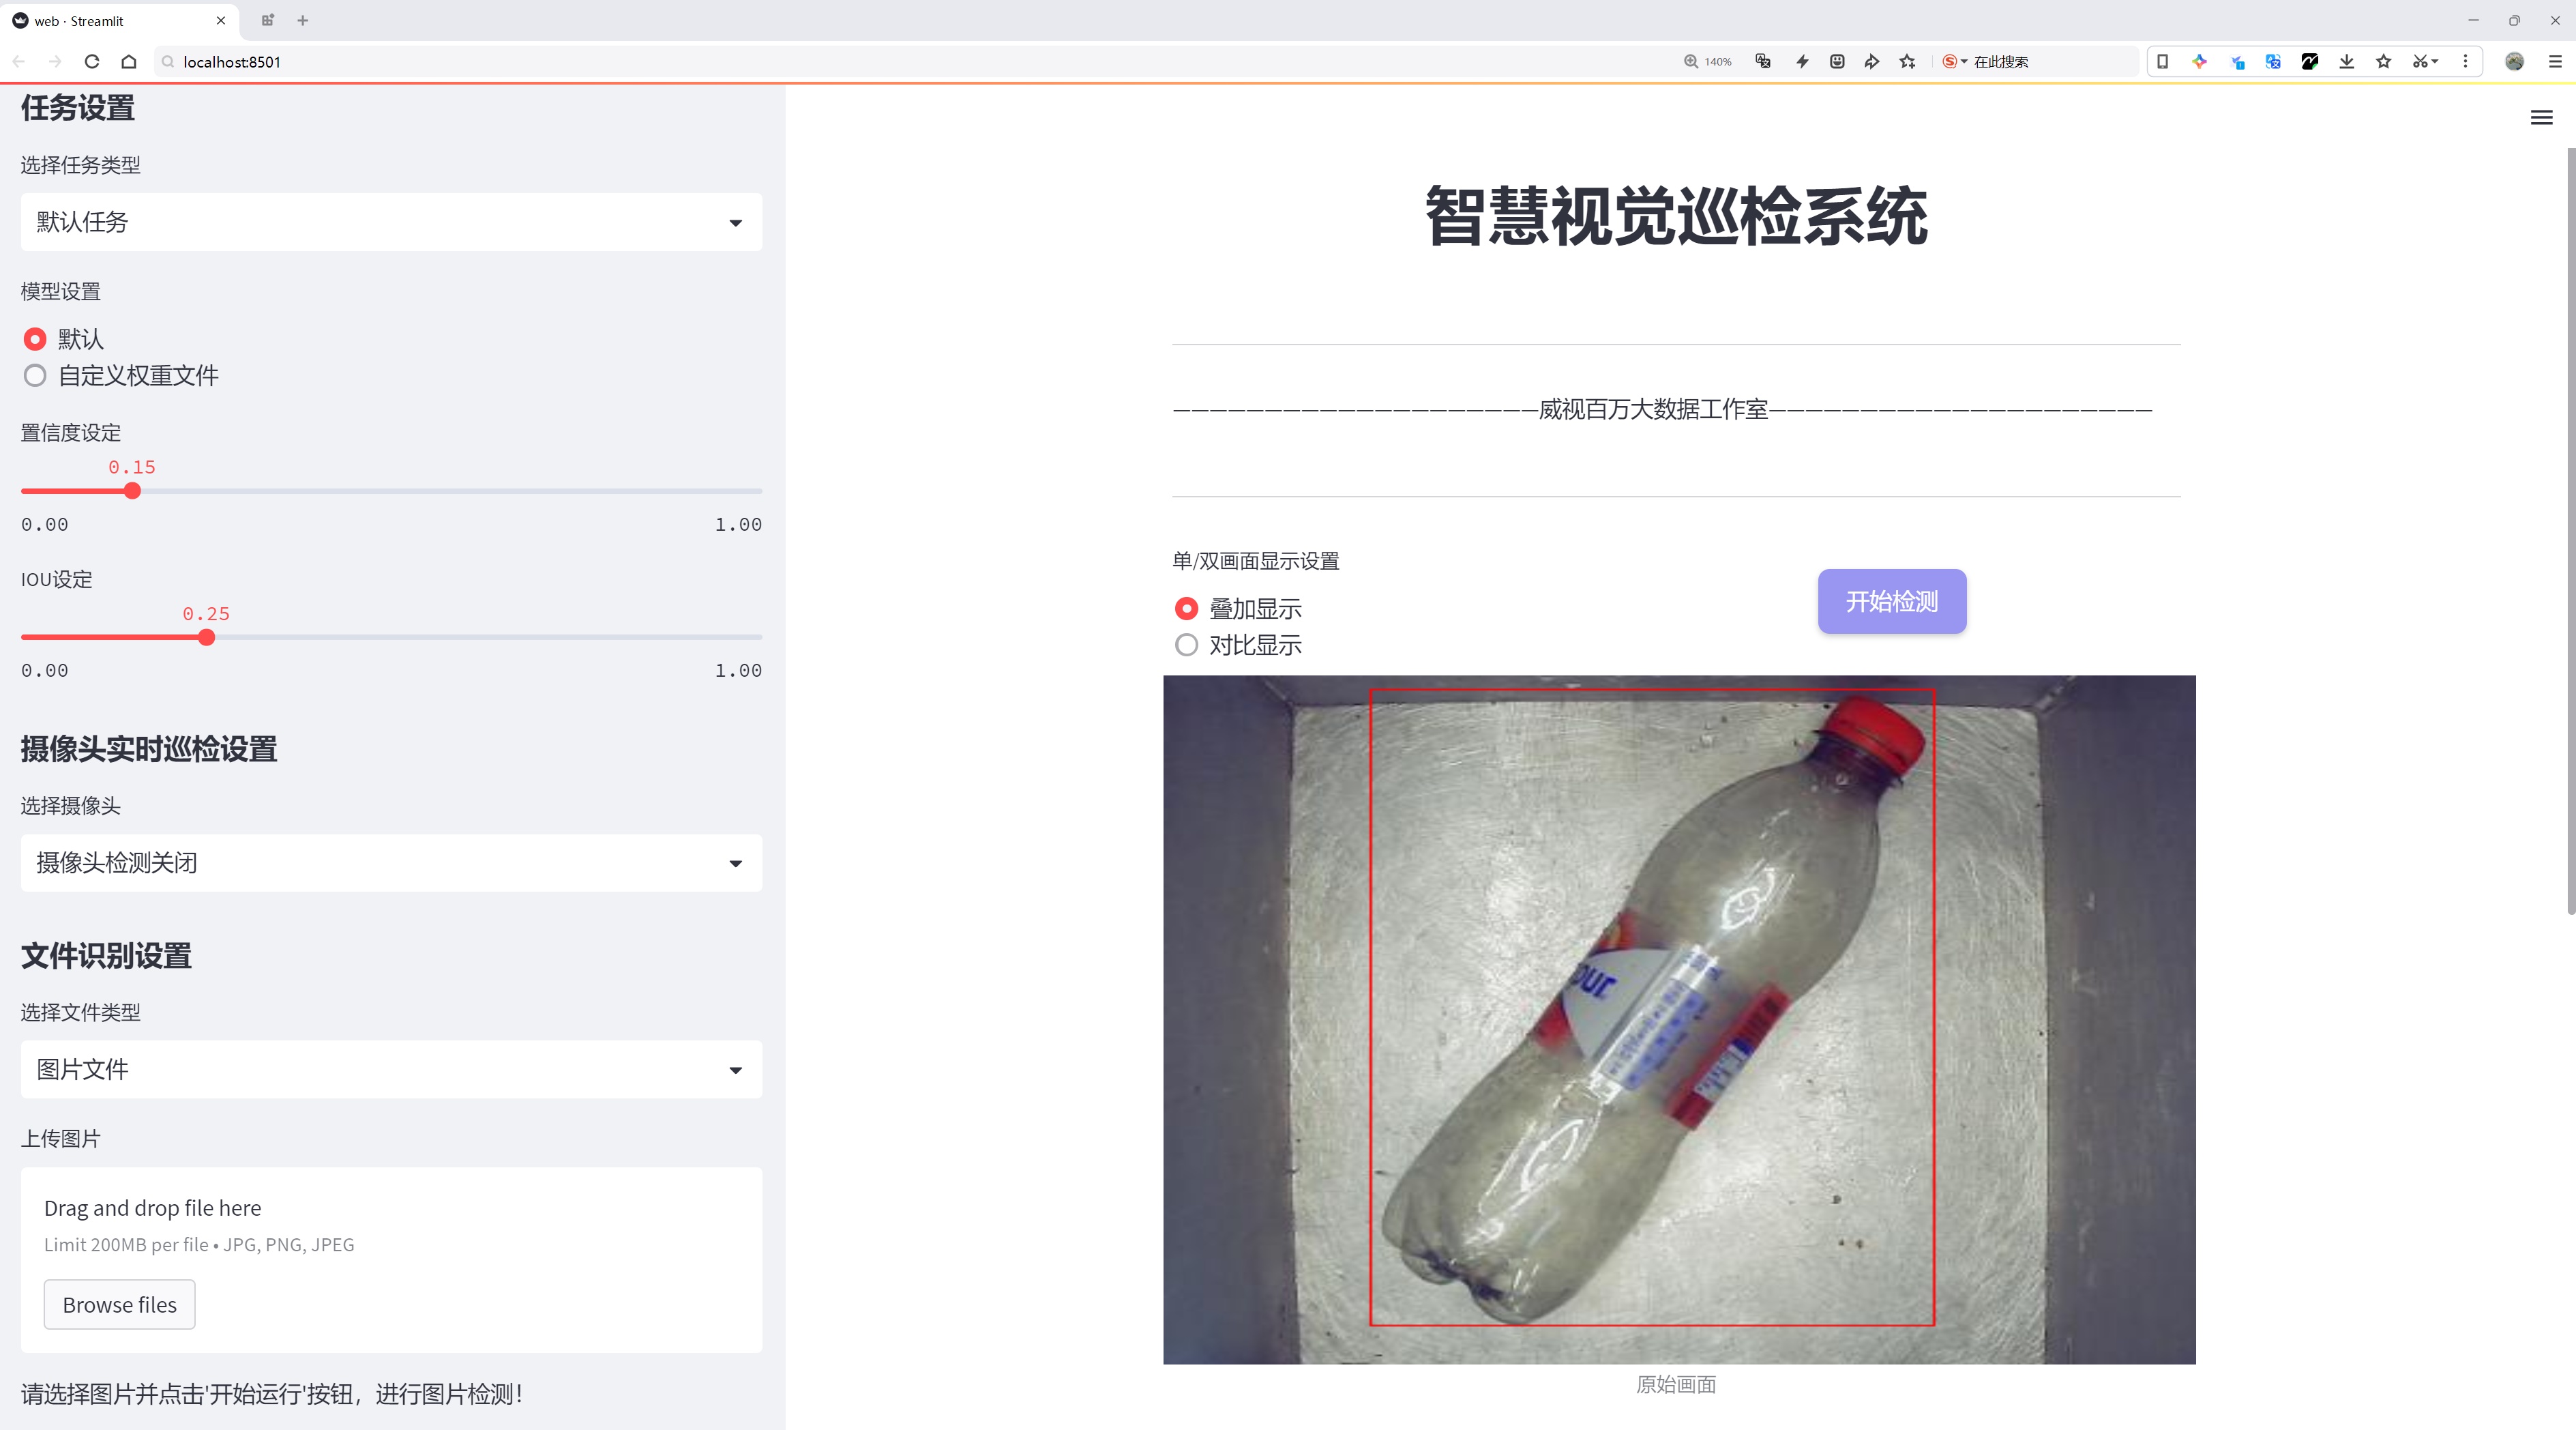 web · Streamlit
localhost:8501
140%
在此搜索
任务设置
选择任务类型
默认任务
模型设置
默认
自定义权重文件
置信度设定
0.15
0.00 1.00
IOU设定
0.25
0.00 1.00
摄像头实时巡检设置
选择摄像头
摄像头检测关闭
文件识别设置
选择文件类型
图片文件
上传图片
Drag and drop file here
Limit 200MB per file • JPG, PNG, JPEG
Browse files
请选择图片并点击'开始运行'按钮，进行图片检测！
智慧视觉巡检系统
————————————————————威视百万大数据工作室—————————————————————
单/双画面显示设置
叠加显示
对比显示
开始检测
our
原始画面